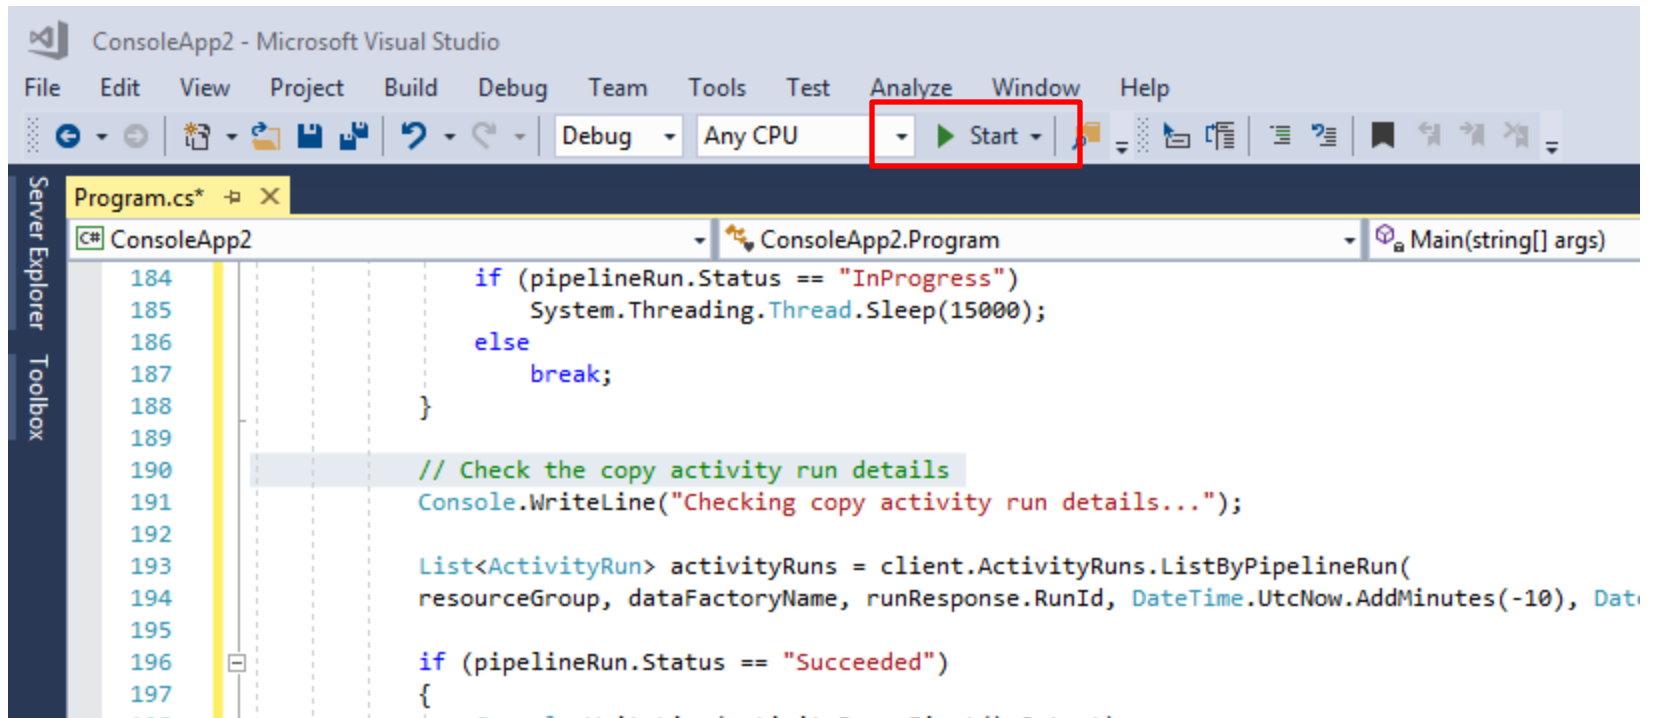 ConsoleApp2 - Microsoft Visual Studio
File Edit View Project Build Debug Team Tools Test Analyze Window Help
Debug Any CPU Start
Server Explorer
Toolbox
Program.cs*
C# ConsoleApp2 ConsoleApp2.Program Main(string[] args)
184 if (pipelineRun.Status == "InProgress")
185 System.Threading.Thread.Sleep(15000);
186 else
187 break;
188 }
189
190 // Check the copy activity run details
191 Console.WriteLine("Checking copy activity run details...");
192
193 List<ActivityRun> activityRuns = client.ActivityRuns.ListByPipelineRun(
194 resourceGroup, dataFactoryName, runResponse.RunId, DateTime.UtcNow.AddMinutes(-10), Dat
195
196 if (pipelineRun.Status == "Succeeded")
197 {